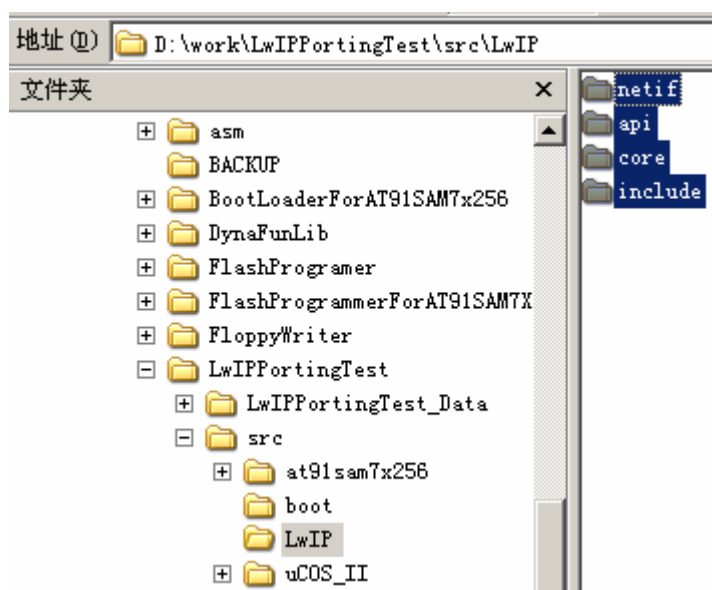 地址(D) D:\work\LwIPPortingTest\src\LwIP
文件夹 ×
asm
BACKUP
BootLoaderForAT91SAM7x256
DynaFunLib
FlashProgramer
FlashProgrammerForAT91SAM7X
FloppyWriter
LwIPPortingTest
LwIPPortingTest_Data
src
at91sam7x256
boot
LwIP
uCOS_II
netif
api
core
include